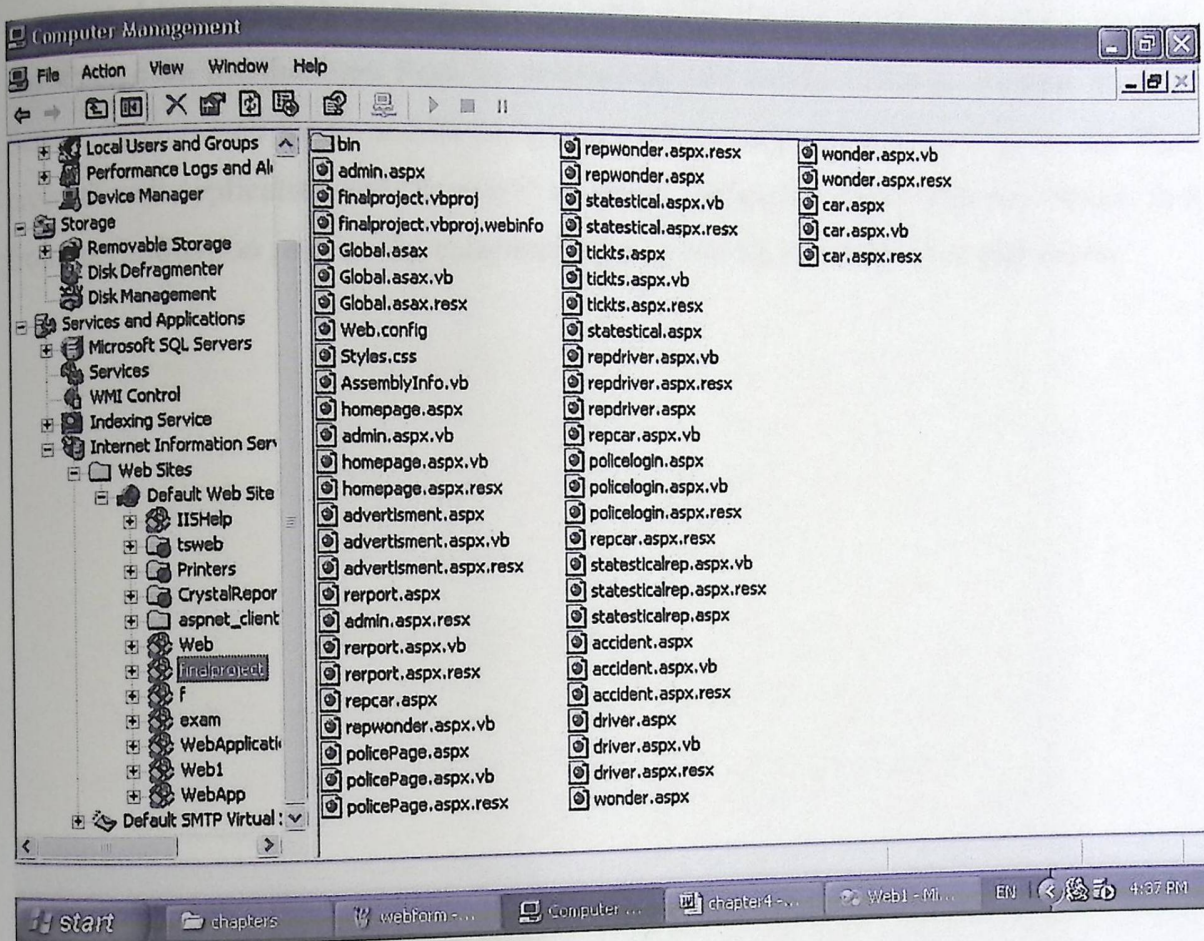 Computer Management
File Action View Window Help
Local Users and Groups
Performance Logs and Al
Device Manager
Storage
Removable Storage
Disk Defragmenter
Disk Management
Services and Applications
Microsoft SQL Servers
Services
WMI Control
Indexing Service
Internet Information Serv
Web Sites
Default Web Site
IISHelp
tsweb
Printers
CrystalRepor
aspnet_client
Web
finalproject
f
exam
WebApplicati
Web1
WebApp
Default SMTP Virtual :
bin
admin.aspx
finalproject.vbproj
finalproject.vbproj.webinfo
Global.asax
Global.asax.vb
Global.asax.resx
Web.config
Styles.css
AssemblyInfo.vb
homepage.aspx
admin.aspx.vb
homepage.aspx.vb
homepage.aspx.resx
advertisment.aspx
advertisment.aspx.vb
advertisment.aspx.resx
rerport.aspx
admin.aspx.resx
rerport.aspx.vb
rerport.aspx.resx
repcar.aspx
repwonder.aspx.vb
policePage.aspx
policePage.aspx.vb
policePage.aspx.resx
repwonder.aspx.resx
repwonder.aspx
statestical.aspx.vb
statestical.aspx.resx
tickts.aspx
tickts.aspx.vb
tickts.aspx.resx
statestical.aspx
repdriver.aspx.vb
repdriver.aspx.resx
repdriver.aspx
repcar.aspx.vb
policelogin.aspx
policelogin.aspx.vb
policelogin.aspx.resx
repcar.aspx.resx
statesticalrep.aspx.vb
statesticalrep.aspx.resx
statesticalrep.aspx
accident.aspx
accident.aspx.vb
accident.aspx.resx
driver.aspx
driver.aspx.vb
driver.aspx.resx
wonder.aspx
wonder.aspx.vb
wonder.aspx.resx
car.aspx
car.aspx.vb
car.aspx.resx
start chapters webform -... Computer ... chapter4 -... Web1 - Mi... EN 4:37 PM